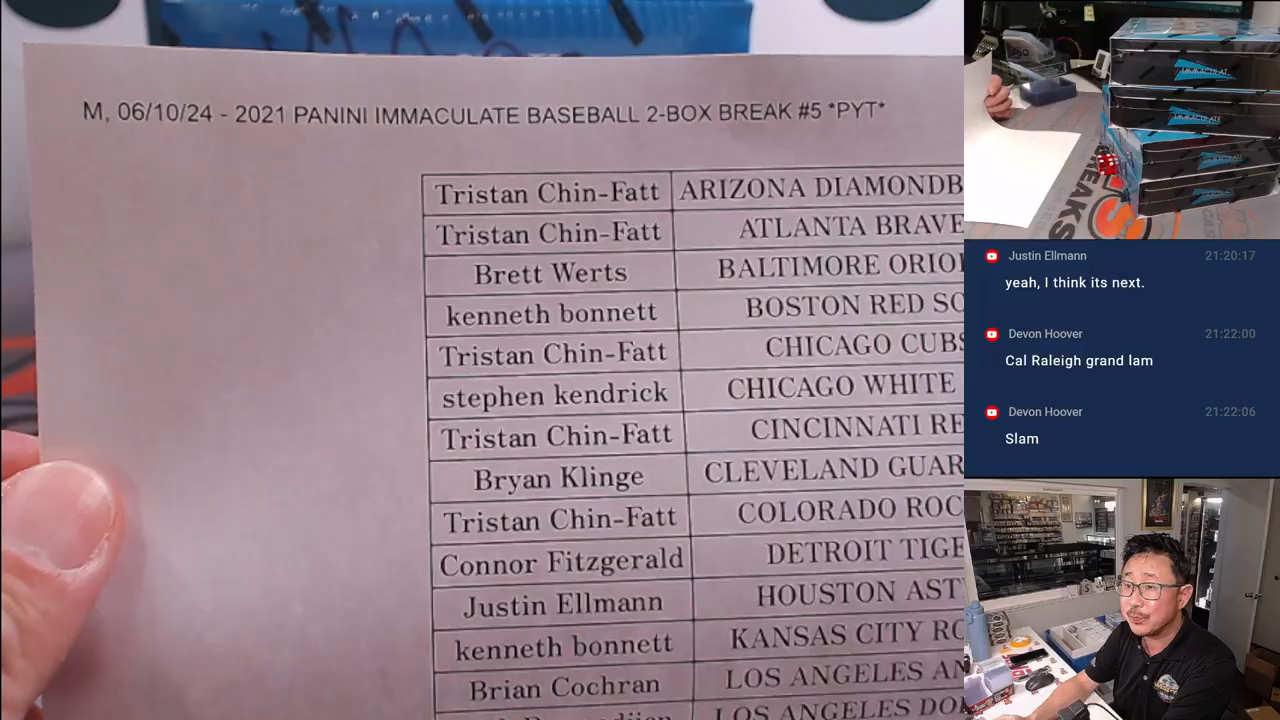 M, 06/10/24 - 2021 PANINI IMMACULATE BASEBALL 2-BOX BREAK #5 *PYT*
Tristan Chin-Fatt ARIZONA DIAMONDB
Tristan Chin-Fatt ATLANTA BRAVE
Brett Werts BALTIMORE ORIO
kenneth bonnett BOSTON RED SO
Tristan Chin-Fatt CHICAGO CUBS
stephen kendrick CHICAGO WHITE
Tristan Chin-Fatt CINCINNATI RE
Bryan Klinge CLEVELAND GUAR
Tristan Chin-Fatt COLORADO ROC
Connor Fitzgerald DETROIT TIGE
Justin Ellmann HOUSTON AST
kenneth bonnett KANSAS CITY RO
Brian Cochran LOS ANGELES AN
LOS ANGELES DO
IMMACULATE
IMMACULATE
IMMACULATE
IMMACULATE
REAKS
Justin Ellmann 21:20:17
yeah, I think its next.
Devon Hoover 21:22:00
Cal Raleigh grand lam
Devon Hoover 21:22:06
Slam